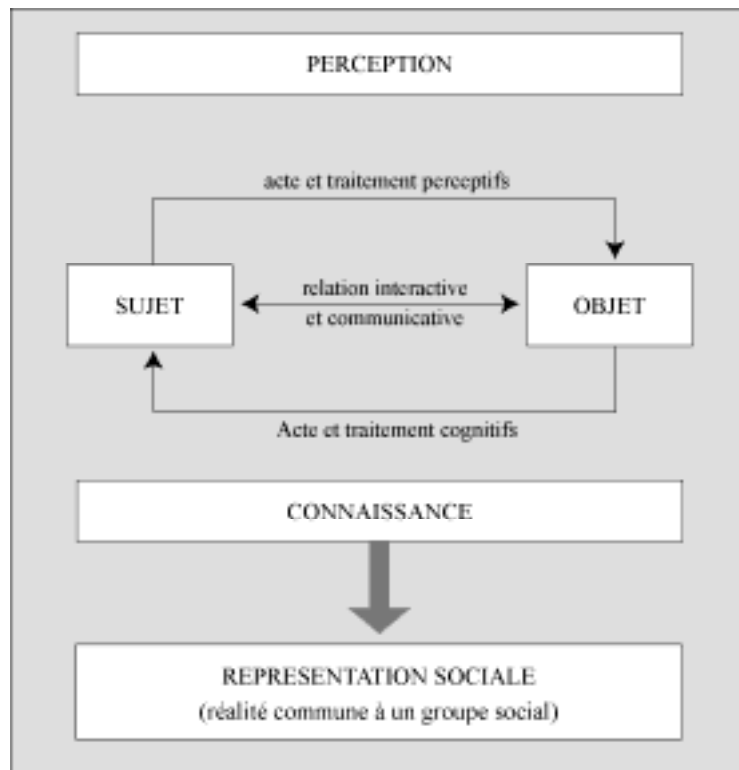 PERCEPTION
acte et traitement perceptifs
SUJET
relation interactive
et communicative
OBJET
Acte et traitement cognitifs
CONNAISSANCE
REPRESENTATION SOCIALE
(réalité commune à un groupe social)